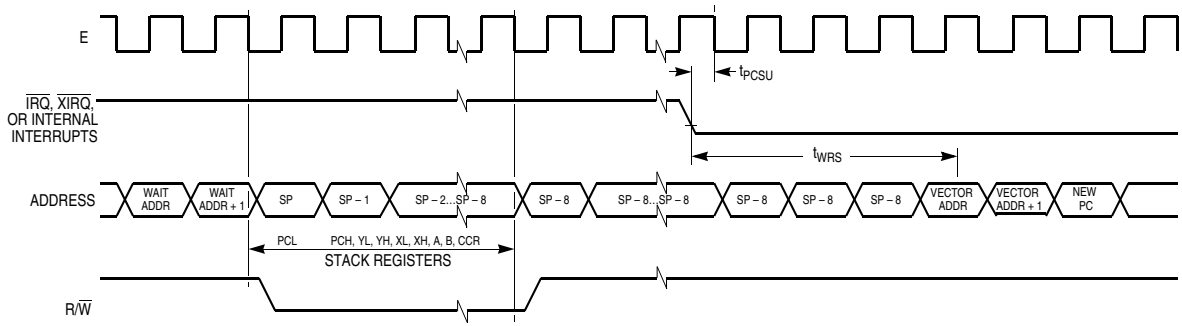 E
tPCSU
IRQ, XIRQ,
OR INTERNAL
INTERRUPTS
tWRS
ADDRESS
WAIT
ADDR
WAIT
ADDR + 1
SP
SP – 1
SP – 2...SP – 8
SP – 8
SP – 8...SP – 8
SP – 8
SP – 8
SP – 8
VECTOR
ADDR
VECTOR
ADDR + 1
NEW
PC
PCL
PCH, YL, YH, XL, XH, A, B, CCR
STACK REGISTERS
R/W